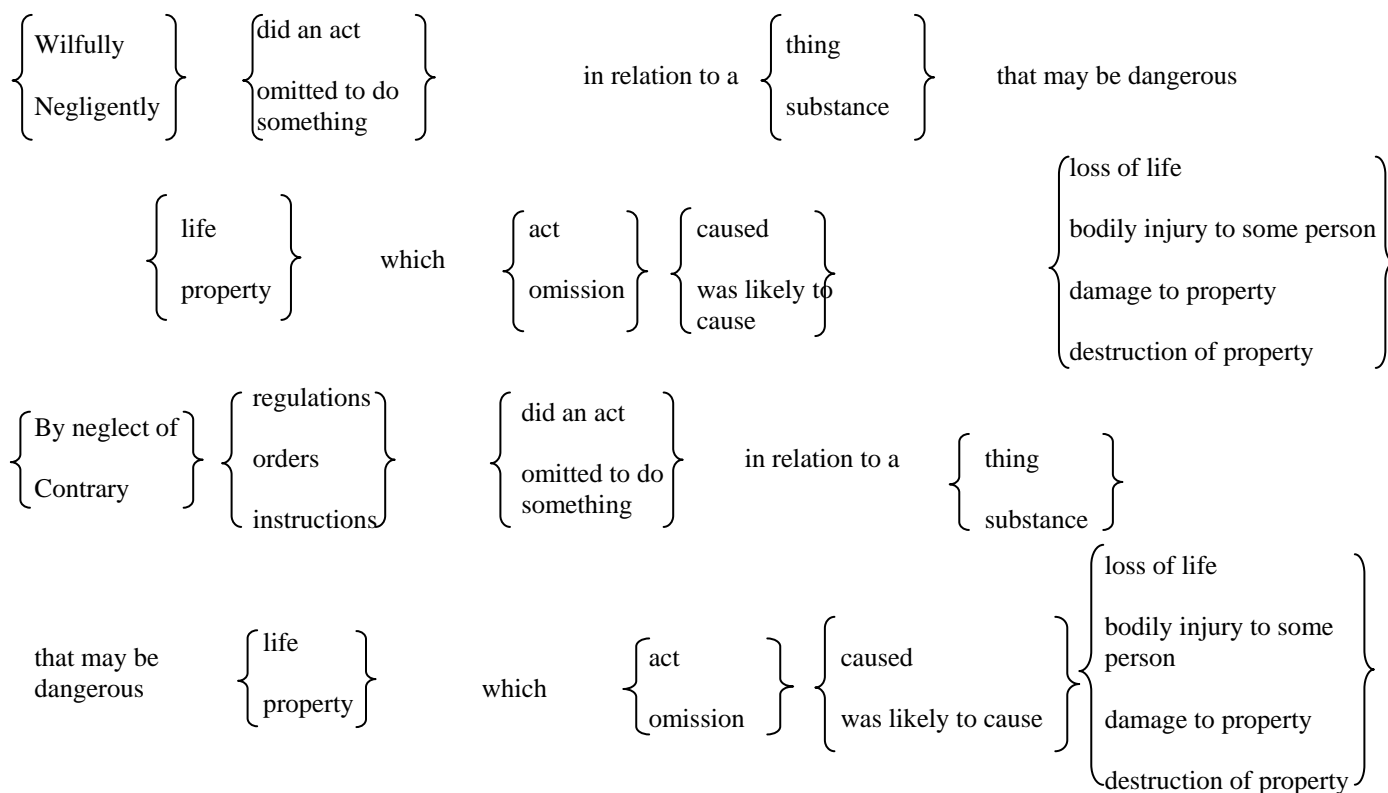 Wilfully
Negligently
did an act
omitted to do
something
in relation to a
thing
substance
that may be dangerous
life
property
which
act
omission
caused
was likely to
cause
loss of life
bodily injury to some person
damage to property
destruction of property
By neglect of
Contrary
regulations
orders
instructions
did an act
omitted to do
something
in relation to a
thing
substance
that may be
dangerous
life
property
which
act
omission
caused
was likely to cause
loss of life
bodily injury to some
person
damage to property
destruction of property